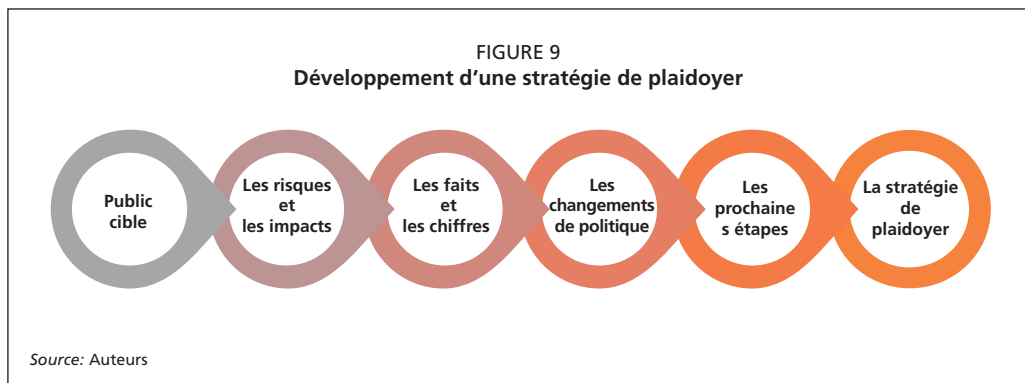 FIGURE 9
Développement d’une stratégie de plaidoyer
Public
cible
Les risques
et
les impacts
Les faits
et
les chiffres
Les
changements
de politique
Les
prochaine
s étapes
La stratégie
de
plaidoyer
Source: Auteurs